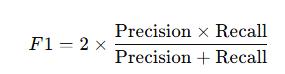 F1 = 2 × Precision × Recall / Precision + Recall